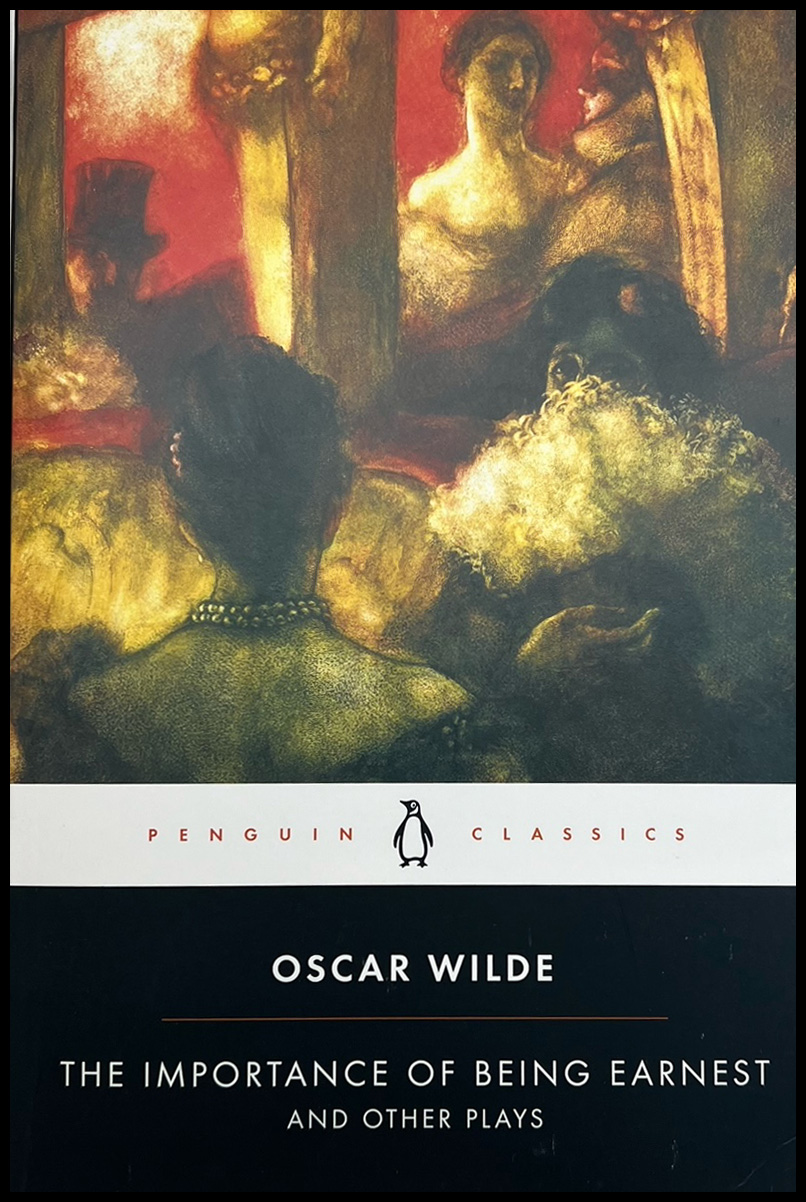 PENGUIN CLASSICS
OSCAR WILDE
THE IMPORTANCE OF BEING EARNEST
AND OTHER PLAYS